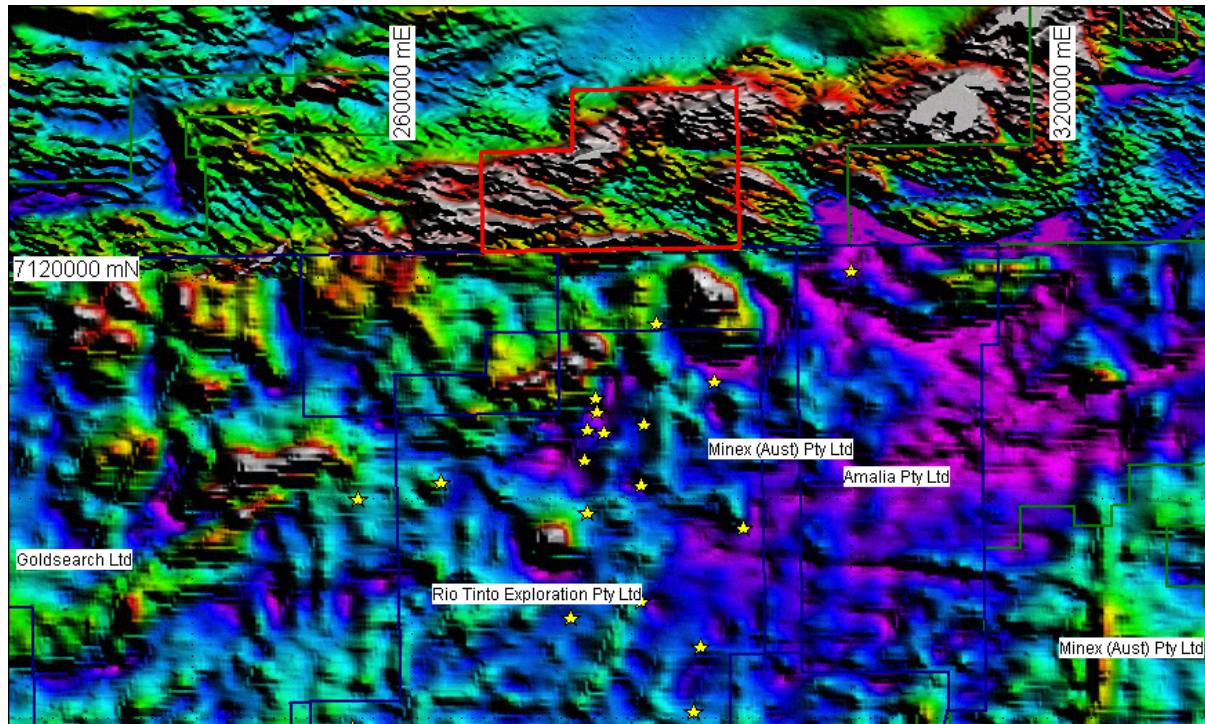 260000 mE
320000 mE
7120000 mN
Minex (Aust) Pty Ltd
Amalia Pty Ltd
Goldsearch Ltd
Rio Tinto Exploration Pty Ltd
Minex (Aust) Pty Ltd